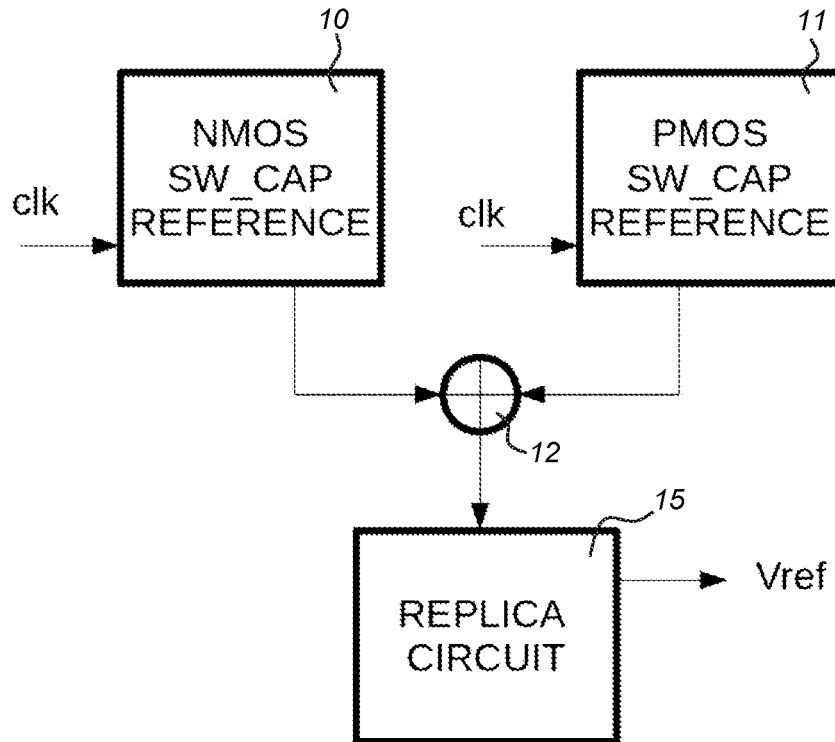 10
11
NMOS
SW_CAP
REFERENCE
PMOS
SW_CAP
REFERENCE
clk
clk
12
15
REPLICA
CIRCUIT
Vref